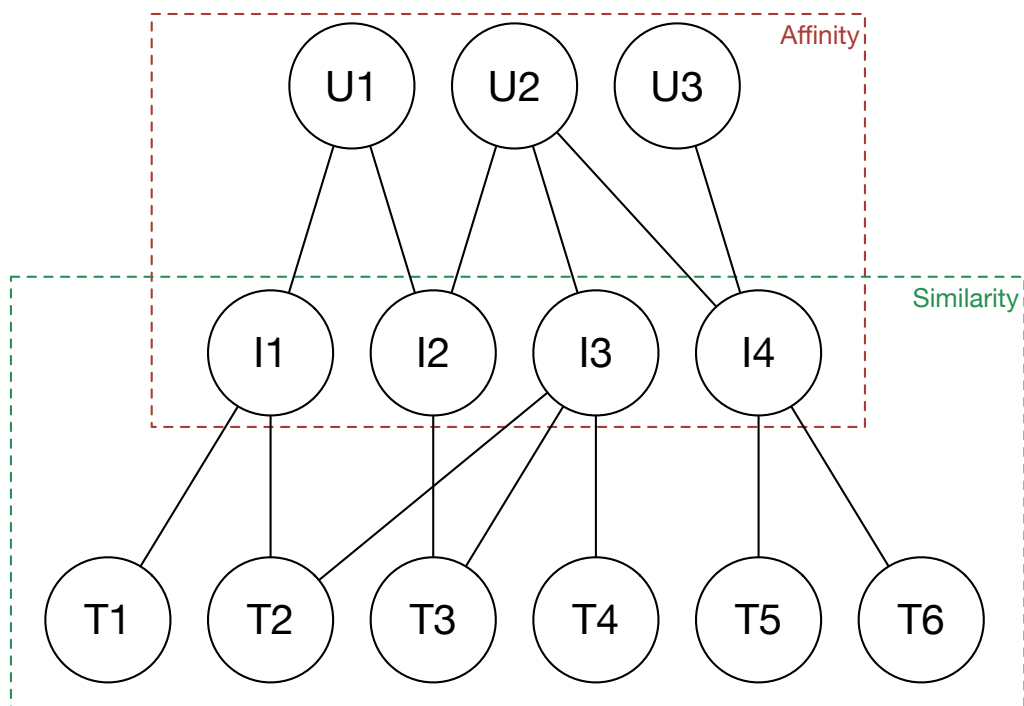 Affinity
U1
U2
U3
Similarity
I1
I2
I3
I4
T1
T2
T3
T4
T5
T6